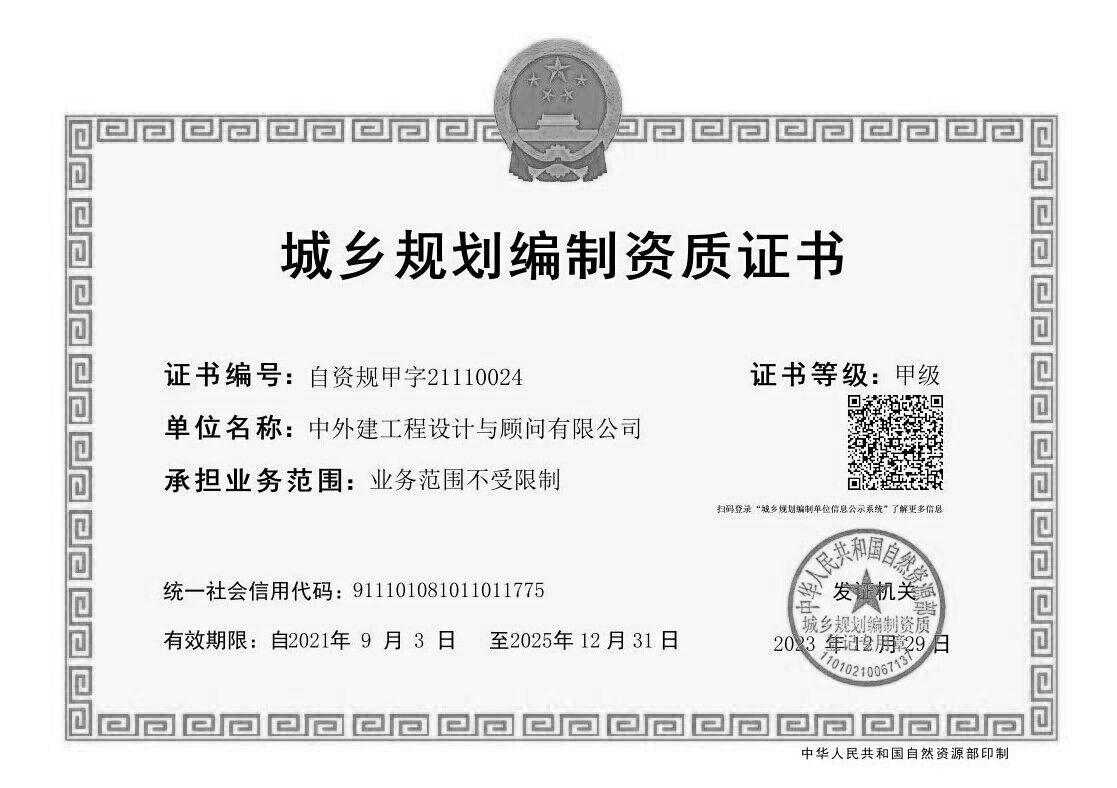 城乡规划编制资质证书
证书编号：自资规甲字21110024
证书等级：甲级
单位名称：中外建工程设计与顾问有限公司
承担业务范围：业务范围不受限制
扫码登录“城乡规划编制单位信息公示系统”了解更多信息
统一社会信用代码：911101081011011775
中华人民共和国自然资源部
发证机关
城乡规划编制资质
登记专用章
11010210067137
有效期限：自2021年 9 月 3 日 至2025年 12 月 31 日
2023 年 12 月 29 日
中华人民共和国自然资源部印制